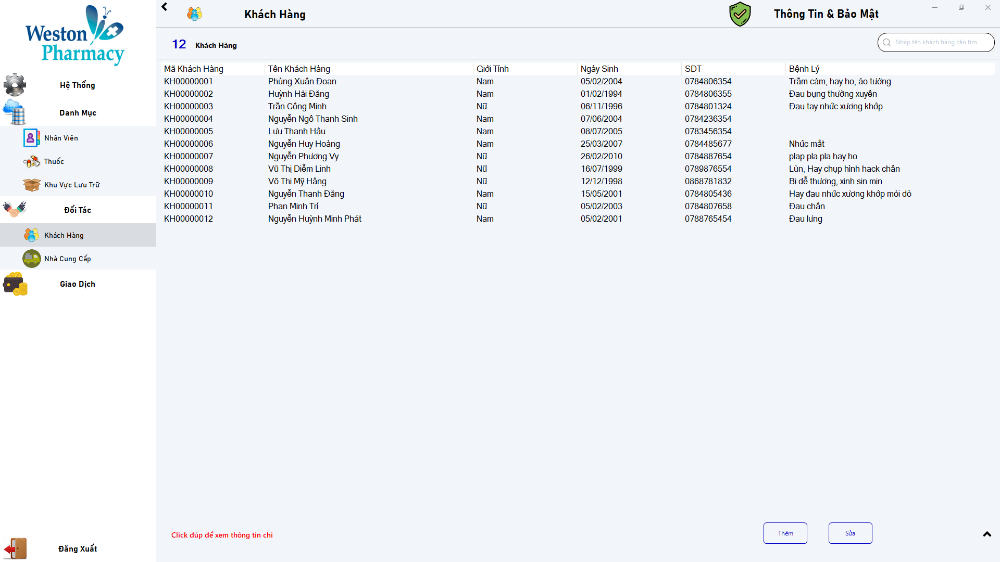 Weston
Pharmacy
Hệ Thống
Danh Mục
Nhân Viên
Thuốc
Khu Vực Lưu Trữ
Đối Tác
Khách Hàng
Nhà Cung Cấp
Giao Dịch
Đăng Xuất
Khách Hàng
Thông Tin & Bảo Mật
12 Khách Hàng
Nhập tên khách hàng cần tìm
Mã Khách Hàng Tên Khách Hàng Giới Tính Ngày Sinh SDT Bệnh Lý
KH00000001 Phùng Xuân Đoan Nam 05/02/2004 0784806354 Trầm cảm, hay ho, ảo tưởng
KH00000002 Huỳnh Hải Đăng Nam 01/02/1994 0784806355 Đau bụng thường xuyên
KH00000003 Trần Công Minh Nữ 06/11/1996 0784801324 Đau tay nhức xương khớp
KH00000004 Nguyễn Ngô Thanh Sinh Nam 07/06/2004 0784236354
KH00000005 Lưu Thanh Hậu Nam 08/07/2005 0783456354
KH00000006 Nguyễn Huy Hoàng Nam 25/03/2007 0784485677 Nhức mắt
KH00000007 Nguyễn Phương Vy Nữ 26/02/2010 0784887654 plap pla pla hay ho
KH00000008 Vũ Thị Diễm Linh Nữ 16/07/1999 0789876554 Lùn, Hay chụp hình hack chân
KH00000009 Võ Thị Mỹ Hằng Nữ 12/12/1998 0868781832 Bị dễ thương, xinh sịn mịn
KH00000010 Nguyễn Thanh Đăng Nam 15/05/2001 0784805436 Hay đau nhức xương khớp mỏi dò
KH00000011 Phan Minh Trí Nữ 05/02/2003 0784807658 Đau chân
KH00000012 Nguyễn Huỳnh Minh Phát Nam 05/02/2001 0788765454 Đau lưng
Click đúp để xem thông tin chi
Thêm
Sửa